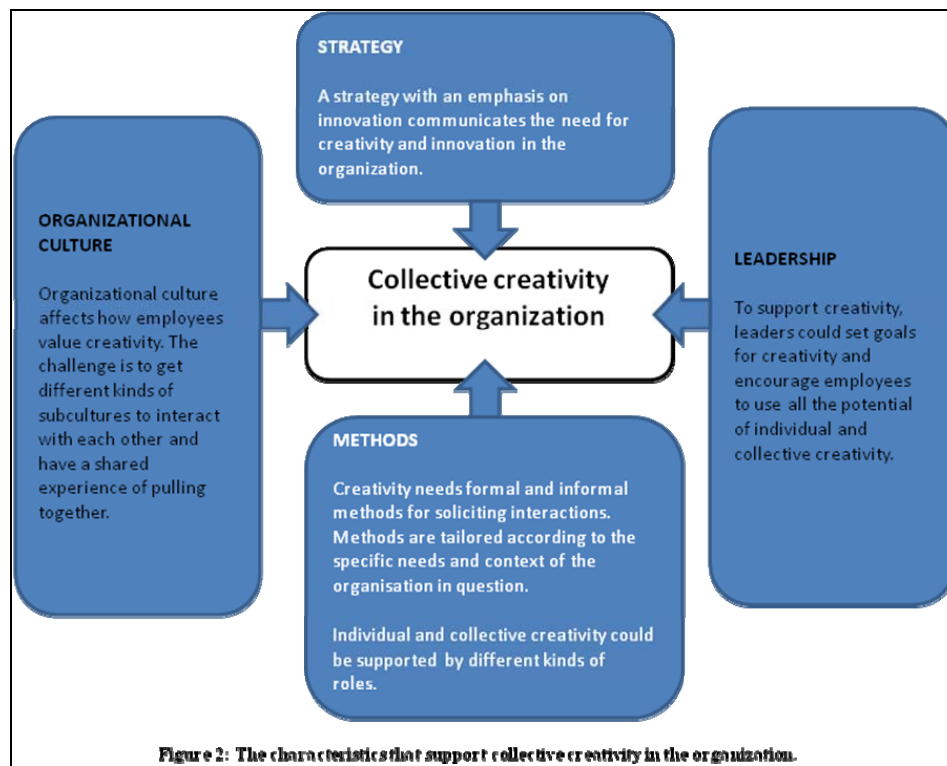 STRATEGY
A strategy with an emphasis on
innovation communicates the need for
creativity and innovation in the
organization.
ORGANIZATIONAL
CULTURE
Organizational culture
affects how employees
value creativity. The
challenge is to get
different kinds of
subcultures to interact
with each other and
have a shared
experience of pulling
together.
Collective creativity
in the organization
LEADERSHIP
To support creativity,
leaders could set goals
for creativity and
encourage employees
to use all the potential
of individual and
collective creativity.
METHODS
Creativity needs formal and informal
methods for soliciting interactions.
Methods are tailored according to the
specific needs and context of the
organisation in question.
Individual and collective creativity could
be supported by different kinds of
roles.
Figure 2: The characteristics that support collective creativity in the organization.